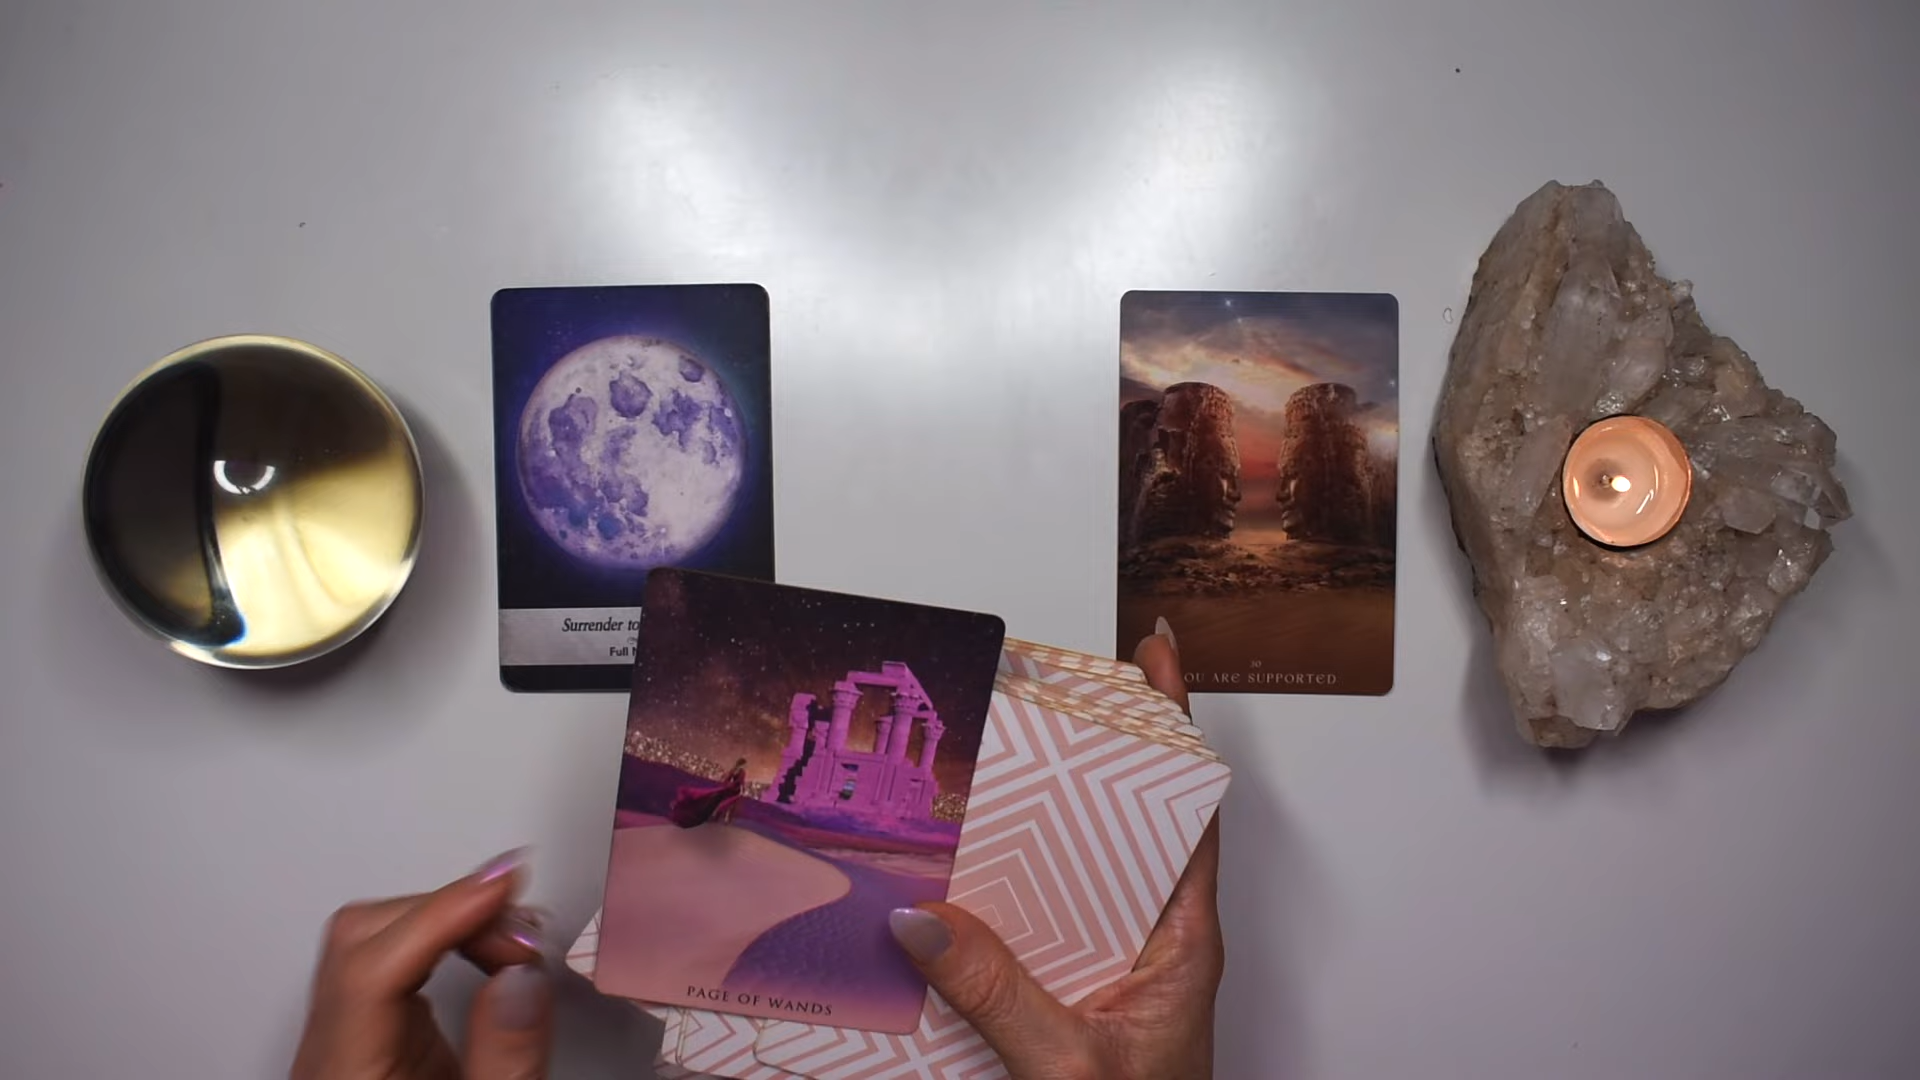 Surrender to
Full
30
OU ARE SUPPORTED
PAGE OF WANDS